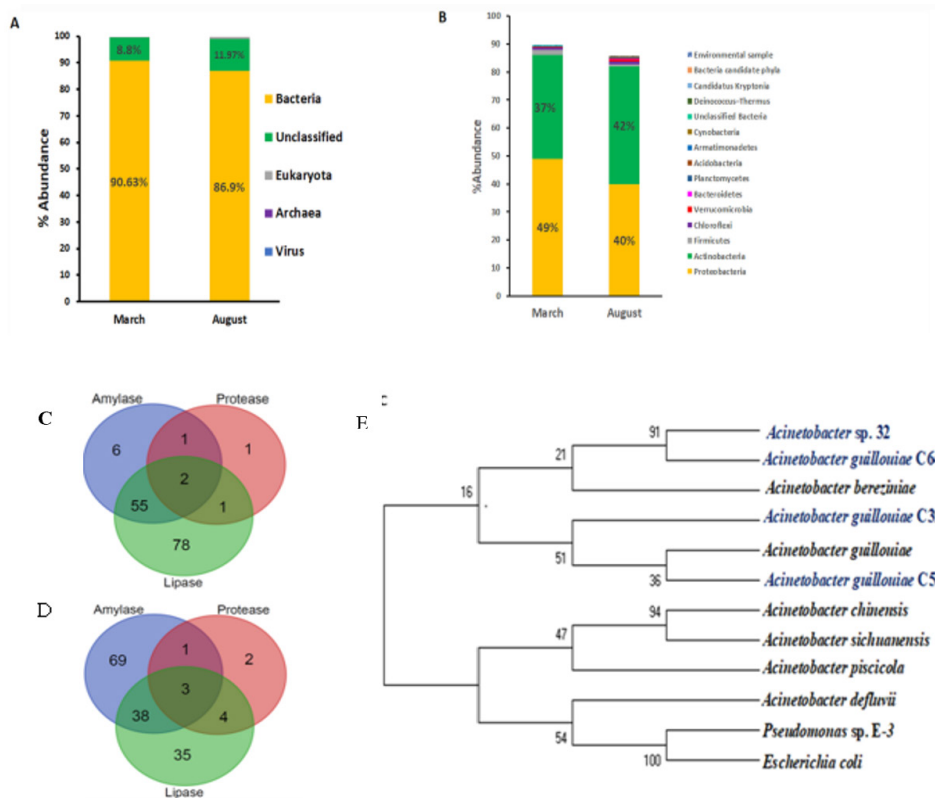 A
100
90
80
70
60
50
40
30
20
10
0
% Abundance
8.8%
11.97%
90.63%
86.9%
March
August
Bacteria
Unclassified
Eukaryota
Archaea
Virus
B
100
90
80
70
60
50
40
30
20
10
0
%Abundance
37%
42%
49%
40%
March
August
Environmental sample
Bacteria candidate phyla
Candidatus Kryptonia
Deinococcus-Thermus
Unclassified Bacteria
Cynobacteria
Armatimonadetes
Acidobacteria
Planctomycetes
Bacteroidetes
Verrucomicrobia
Chloroflexi
Firmicutes
Actinobacteria
Proteobacteria
C
Amylase
Protease
6
1
1
2
55
1
78
Lipase
D
Amylase
Protease
69
1
2
3
38
4
35
Lipase
E
91
Acinetobacter sp. 32
21
Acinetobacter guillouiae C6
16
Acinetobacter bereziniae
Acinetobacter guillouiae C3
51
Acinetobacter guillouiae
36
Acinetobacter guillouiae C5
94
Acinetobacter chinensis
47
Acinetobacter sichuanensis
Acinetobacter piscicola
Acinetobacter defluvii
54
Pseudomonas sp. E-3
100
Escherichia coli